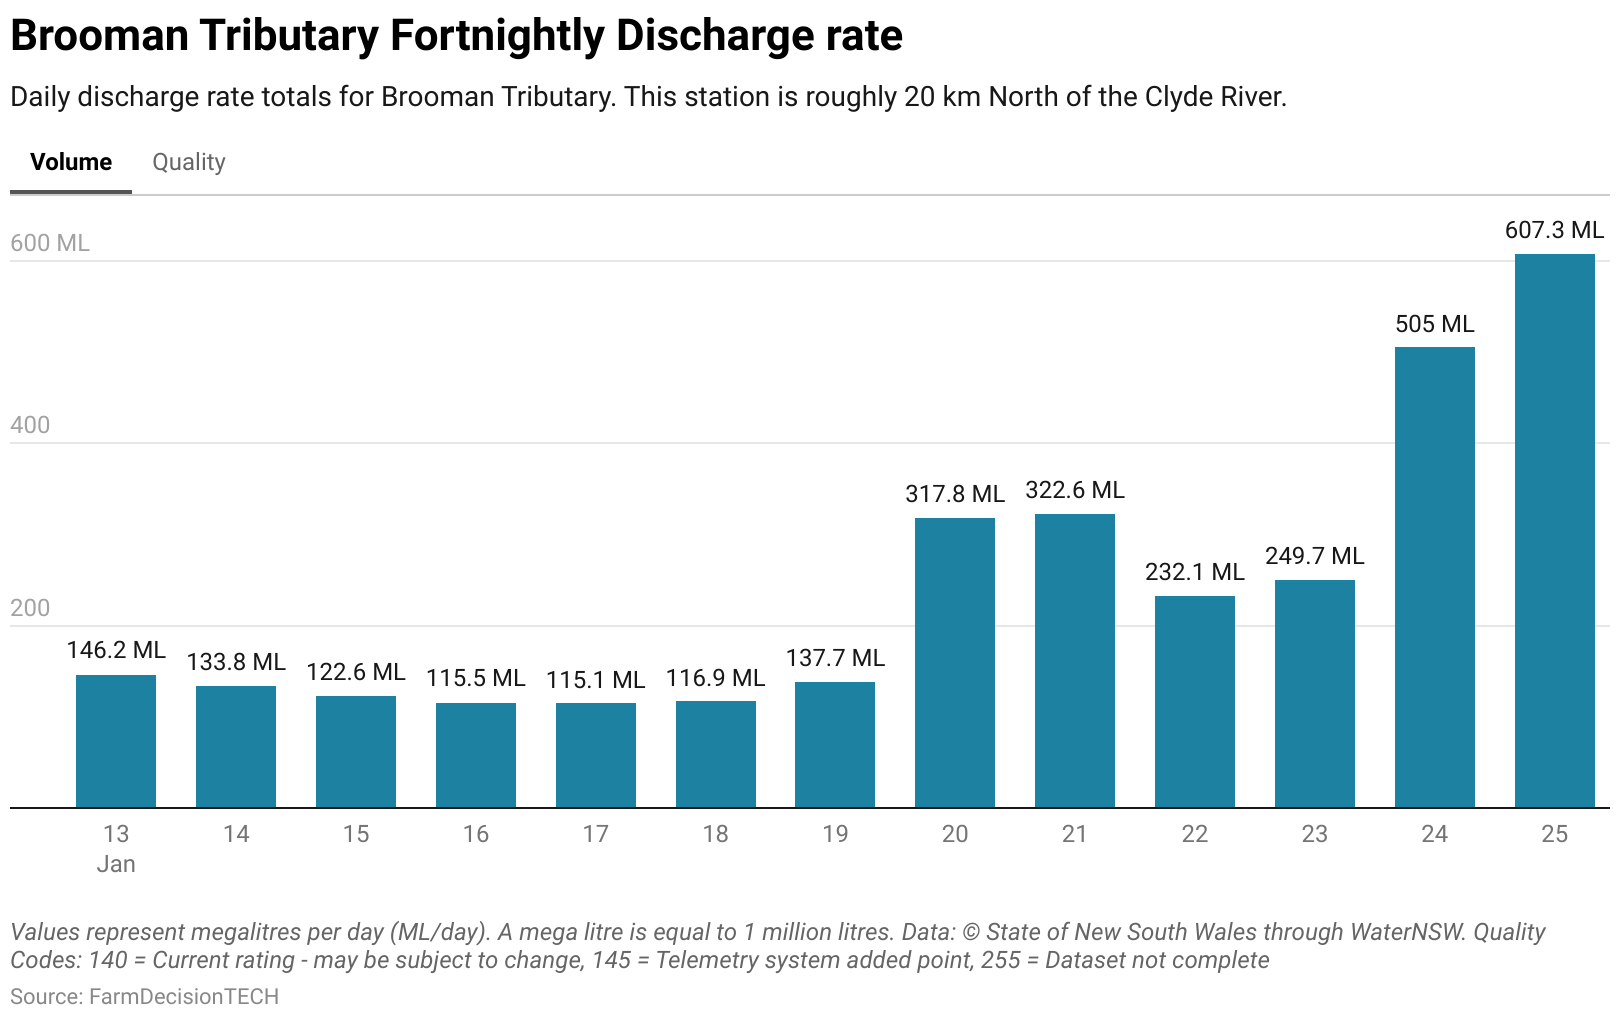 Brooman Tributary Fortnightly Discharge rate
Daily discharge rate totals for Brooman Tributary. This station is roughly 20 km North of the Clyde River.
Volume Quality
600 ML
400
200
146.2 ML
133.8 ML
122.6 ML
115.5 ML
115.1 ML
116.9 ML
137.7 ML
317.8 ML
322.6 ML
232.1 ML
249.7 ML
505 ML
607.3 ML
13 14 15 16 17 18 19 20 21 22 23 24 25
Jan
Values represent megalitres per day (ML/day). A mega litre is equal to 1 million litres. Data: © State of New South Wales through WaterNSW. Quality
Codes: 140 = Current rating - may be subject to change, 145 = Telemetry system added point, 255 = Dataset not complete
Source: FarmDecisionTECH